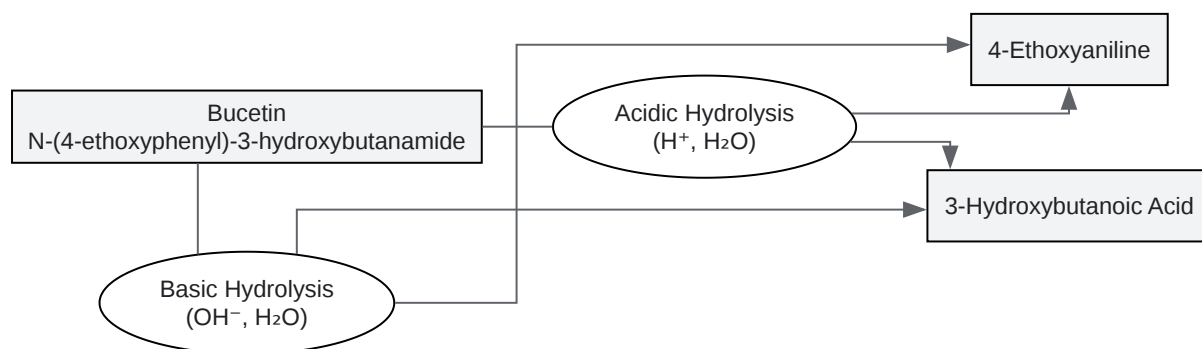 4-Ethoxyaniline
Bucetin
N-(4-ethoxyphenyl)-3-hydroxybutanamide
Acidic Hydrolysis
(H⁺, H₂O)
3-Hydroxybutanoic Acid
Basic Hydrolysis
(OH⁻, H₂O)